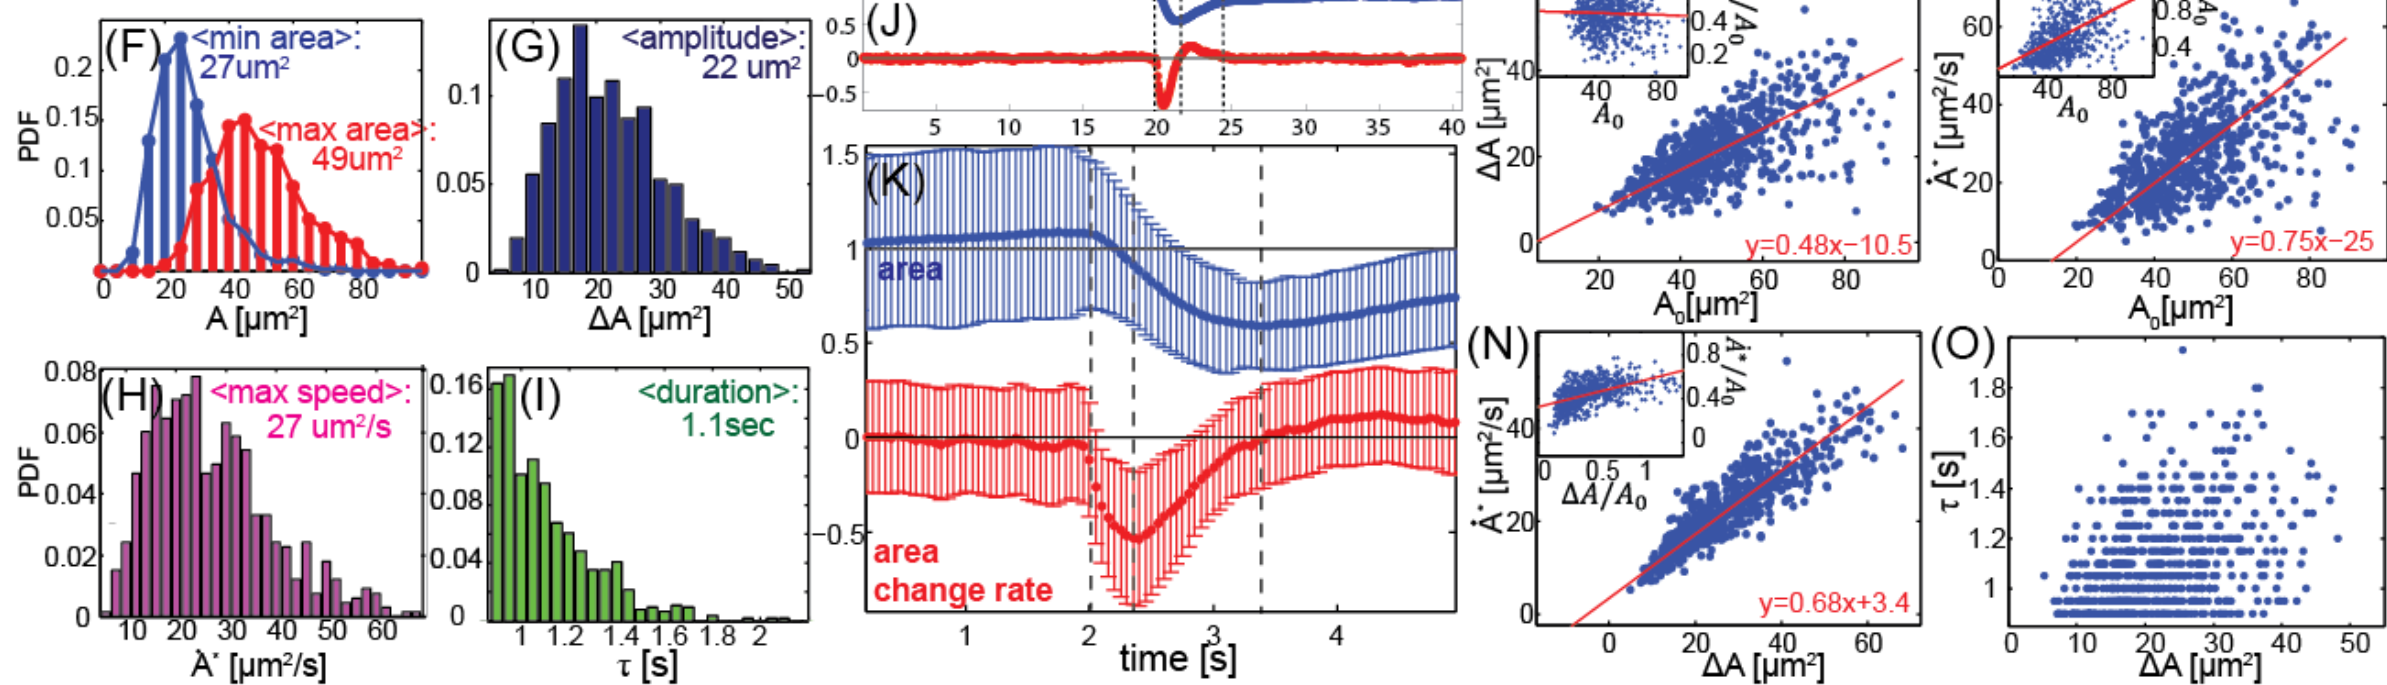 (F)
<min area>:
27um²
<max area>:
49um²
PDF
0.2
0.15
0.1
0.05
0
0 20 40 60
A [µm²]
(G)
<amplitude>:
22 um²
0.1
0.05
0
10 20 30 40 50
ΔA [µm²]
(H)
<max speed>:
27 um²/s
PDF
0.08
0.06
0.04
0.02
0
10 20 30 40 50 60
Ȧ* [µm²/s]
(I)
<duration>:
1.1sec
0.16
0.12
0.08
0.04
0
1 1.2 1.4 1.6 1.8 2
τ [s]
(J)
0.5
0
−0.5
5 10 15 20 25 30 35 40
(K)
1.5
1
0.5
0
−0.5
area
area
change rate
1 2 3 4
time [s]
/A₀
0.4
0.2
40 80
A₀
ΔA [µm²]
40
20
0
y=0.48x−10.5
20 40 60 80
A₀[µm²]
0.8
0.4
40 80
A₀
Ȧ* [µm²/s]
60
40
20
0
y=0.75x−25
0 20 40 60 80
A₀[µm²]
(N)
Ȧ*/A₀
0.8
0.4
0
0 0.5 1
ΔA/A₀
Ȧ* [µm²/s]
40
20
0
y=0.68x+3.4
0 20 40 60
ΔA [µm²]
(O)
τ [s]
1.8
1.6
1.4
1.2
1
0 10 20 30 40 50
ΔA [µm²]